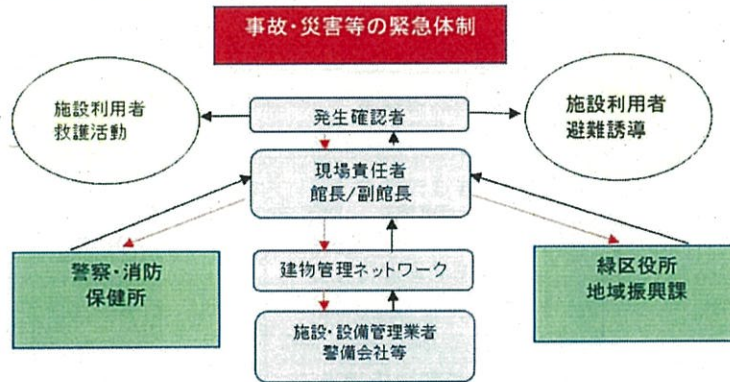 事故・災害等の緊急体制
施設利用者
救護活動
発生確認者
施設利用者
避難誘導
現場責任者
館長/副館長
警察・消防
保健所
建物管理ネットワーク
緑区役所
地域振興課
施設・設備管理業者
警備会社等